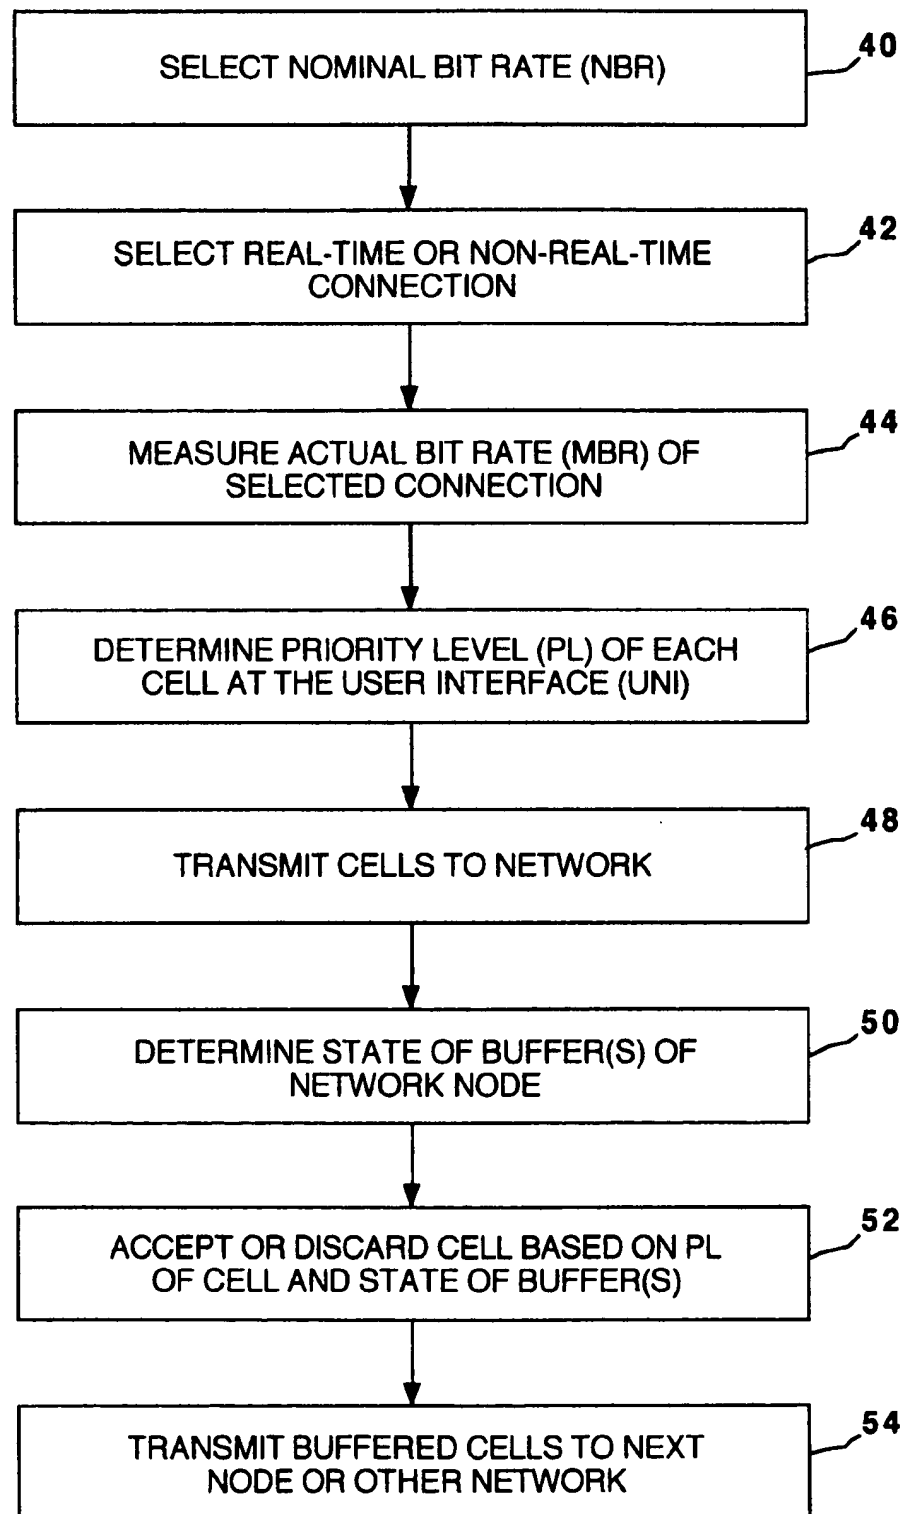 40
SELECT NOMINAL BIT RATE (NBR)
42
SELECT REAL-TIME OR NON-REAL-TIME
CONNECTION
44
MEASURE ACTUAL BIT RATE (MBR) OF
SELECTED CONNECTION
46
DETERMINE PRIORITY LEVEL (PL) OF EACH
CELL AT THE USER INTERFACE (UNI)
48
TRANSMIT CELLS TO NETWORK
50
DETERMINE STATE OF BUFFER(S) OF
NETWORK NODE
52
ACCEPT OR DISCARD CELL BASED ON PL
OF CELL AND STATE OF BUFFER(S)
54
TRANSMIT BUFFERED CELLS TO NEXT
NODE OR OTHER NETWORK